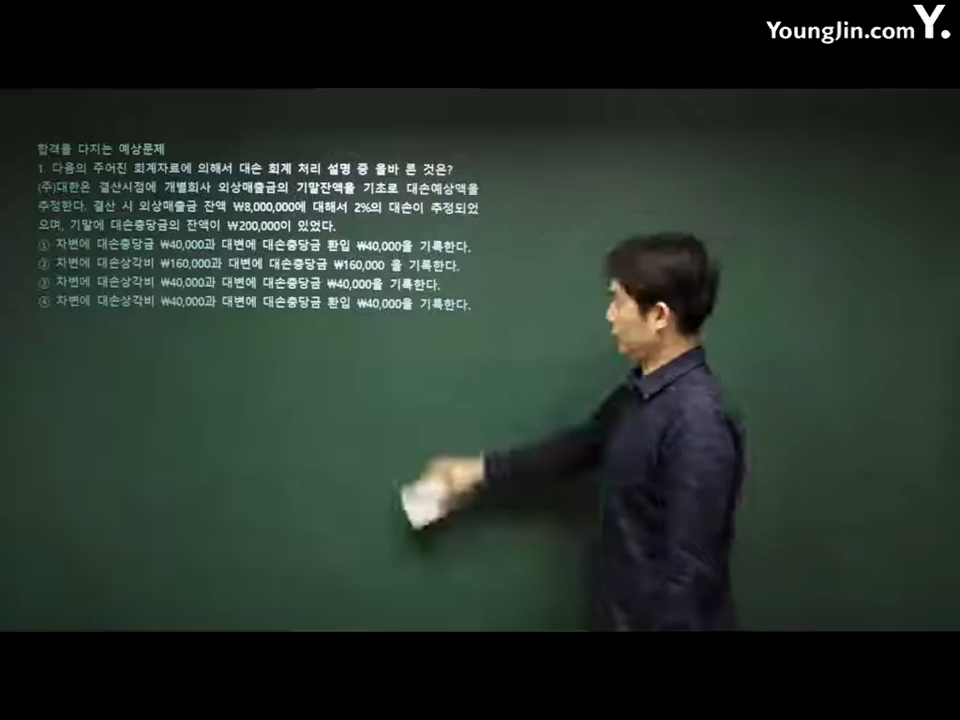 YoungJin.com Y.
합격을 다지는 예상문제
1. 다음의 주어진 회계자료에 의해서 대손 회계 처리 설명 중 올바 른 것은?
(주)대한은 결산시점에 개별회사 외상매출금의 기말잔액을 기초로 대손예상액을
추정한다. 결산 시 외상매출금 잔액 ₩8,000,000에 대해서 2%의 대손이 추정되었
으며, 기말에 대손충당금의 잔액이 ₩200,000이 있었다.
① 차변에 대손충당금 ₩40,000과 대변에 대손충당금 환입 ₩40,000을 기록한다.
② 차변에 대손상각비 ₩160,000과 대변에 대손충당금 ₩160,000 을 기록한다.
③ 차변에 대손상각비 ₩40,000과 대변에 대손충당금 ₩40,000을 기록한다.
④ 차변에 대손상각비 ₩40,000과 대변에 대손충당금 환입 ₩40,000을 기록한다.